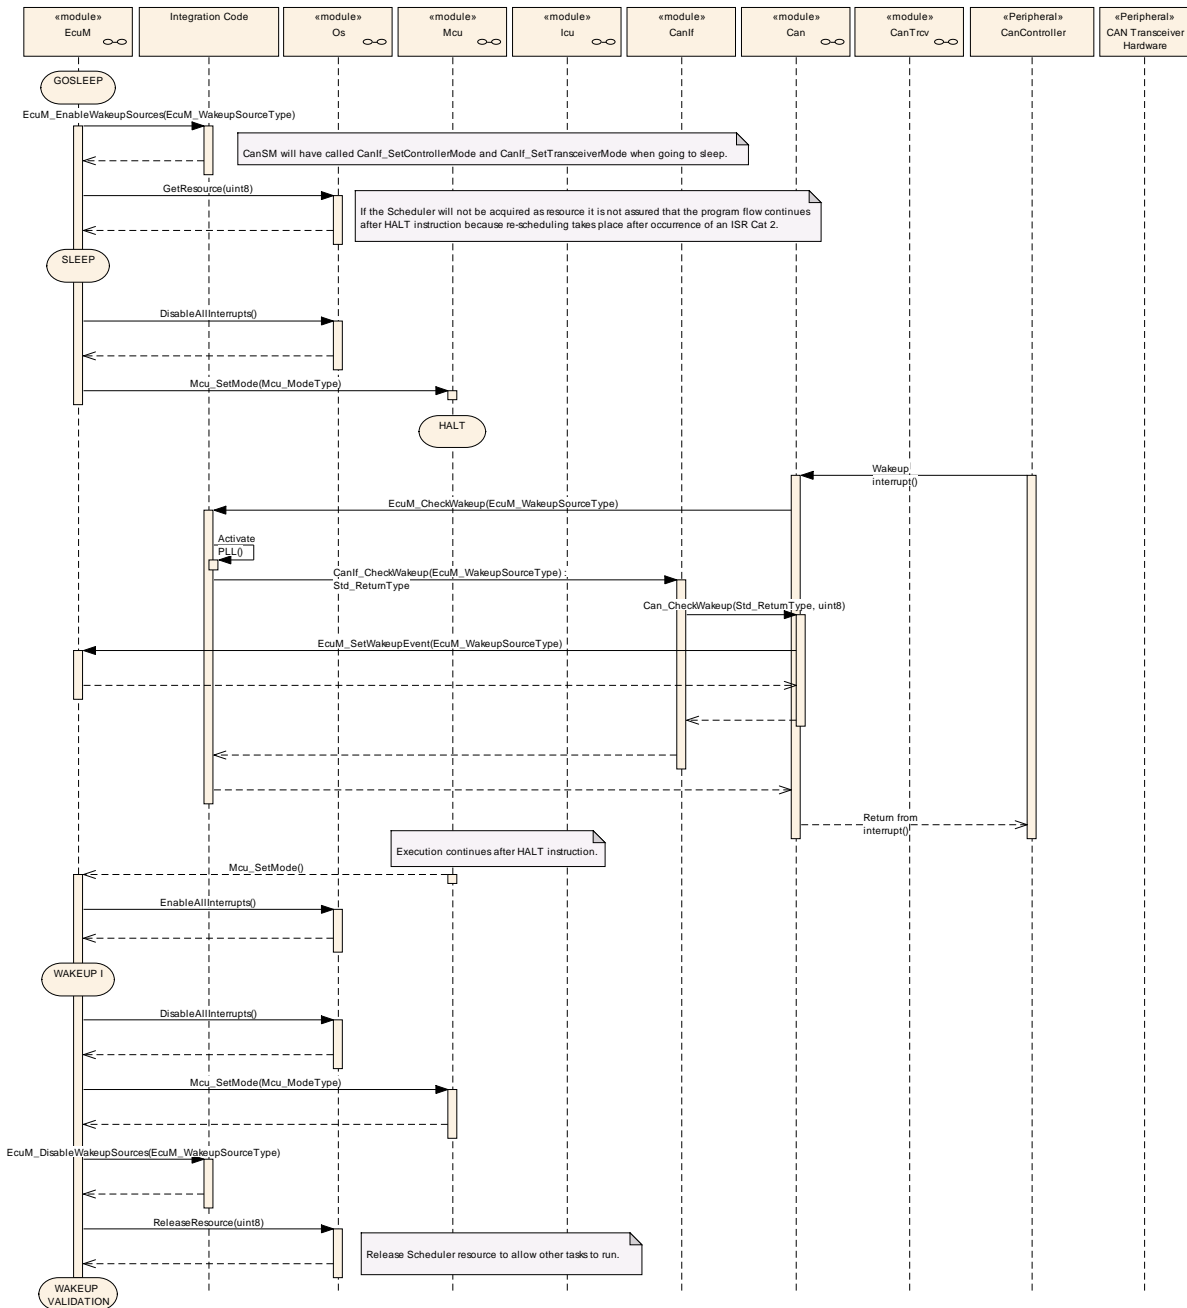 «module»
EcuM
Integration Code
«module»
Os
«module»
Mcu
«module»
Icu
«module»
CanIf
«module»
Can
«module»
CanTrcv
«Peripheral»
CanController
«Peripheral»
CAN Transceiver
Hardware
GOSLEEP
EcuM_EnableWakeupSources(EcuM_WakeupSourceType)
CanSM will have called CanIf_SetControllerMode and CanIf_SetTransceiverMode when going to sleep.
GetResource(uint8)
If the Scheduler will not be acquired as resource it is not assured that the program flow continues
after HALT instruction because re-scheduling takes place after occurrence of an ISR Cat 2.
SLEEP
DisableAllInterrupts()
Mcu_SetMode(Mcu_ModeType)
HALT
Wakeup
interrupt()
EcuM_CheckWakeup(EcuM_WakeupSourceType)
Activate
PLL()
CanIf_CheckWakeup(EcuM_WakeupSourceType) :
Std_ReturnType
Can_CheckWakeup(Std_ReturnType, uint8)
EcuM_SetWakeupEvent(EcuM_WakeupSourceType)
Return from
interrupt()
Execution continues after HALT instruction.
Mcu_SetMode()
EnableAllInterrupts()
WAKEUP I
DisableAllInterrupts()
Mcu_SetMode(Mcu_ModeType)
EcuM_DisableWakeupSources(EcuM_WakeupSourceType)
ReleaseResource(uint8)
Release Scheduler resource to allow other tasks to run.
WAKEUP
VALIDATION